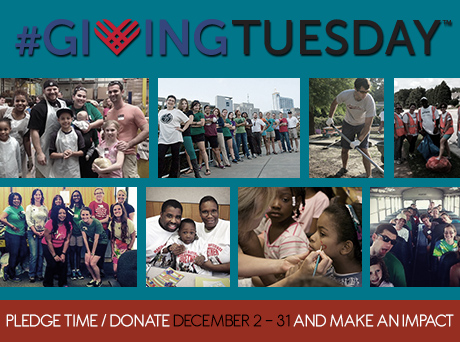 #GIVINGTUESDAY™
PLEDGE TIME / DONATE DECEMBER 2 - 31 AND MAKE AN IMPACT